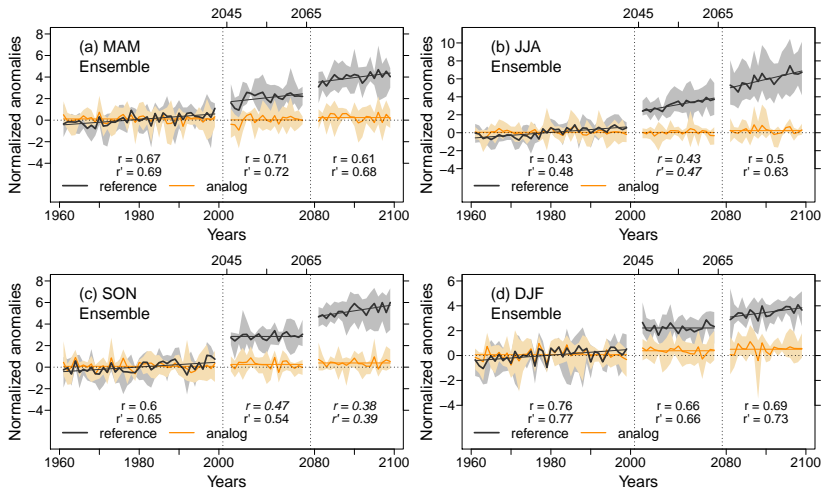 2045 2065
8
6
4
2
0
−2
−4
Normalized anomalies
(a) MAM
Ensemble
r = 0.67 r = 0.71 r = 0.61
r' = 0.69 r' = 0.72 r' = 0.68
reference analog
1960 1980 2000 2080 2100
Years
2045 2065
10
8
6
4
2
0
−2
−4
Normalized anomalies
(b) JJA
Ensemble
r = 0.43 r = 0.43 r = 0.5
r' = 0.48 r' = 0.47 r' = 0.63
reference analog
1960 1980 2000 2080 2100
Years
2045 2065
8
6
4
2
0
−2
−4
Normalized anomalies
(c) SON
Ensemble
r = 0.6 r = 0.47 r = 0.38
r' = 0.65 r' = 0.54 r' = 0.39
reference analog
1960 1980 2000 2080 2100
Years
2045 2065
6
4
2
0
−2
−4
Normalized anomalies
(d) DJF
Ensemble
r = 0.76 r = 0.66 r = 0.69
r' = 0.77 r' = 0.66 r' = 0.73
reference analog
1960 1980 2000 2080 2100
Years